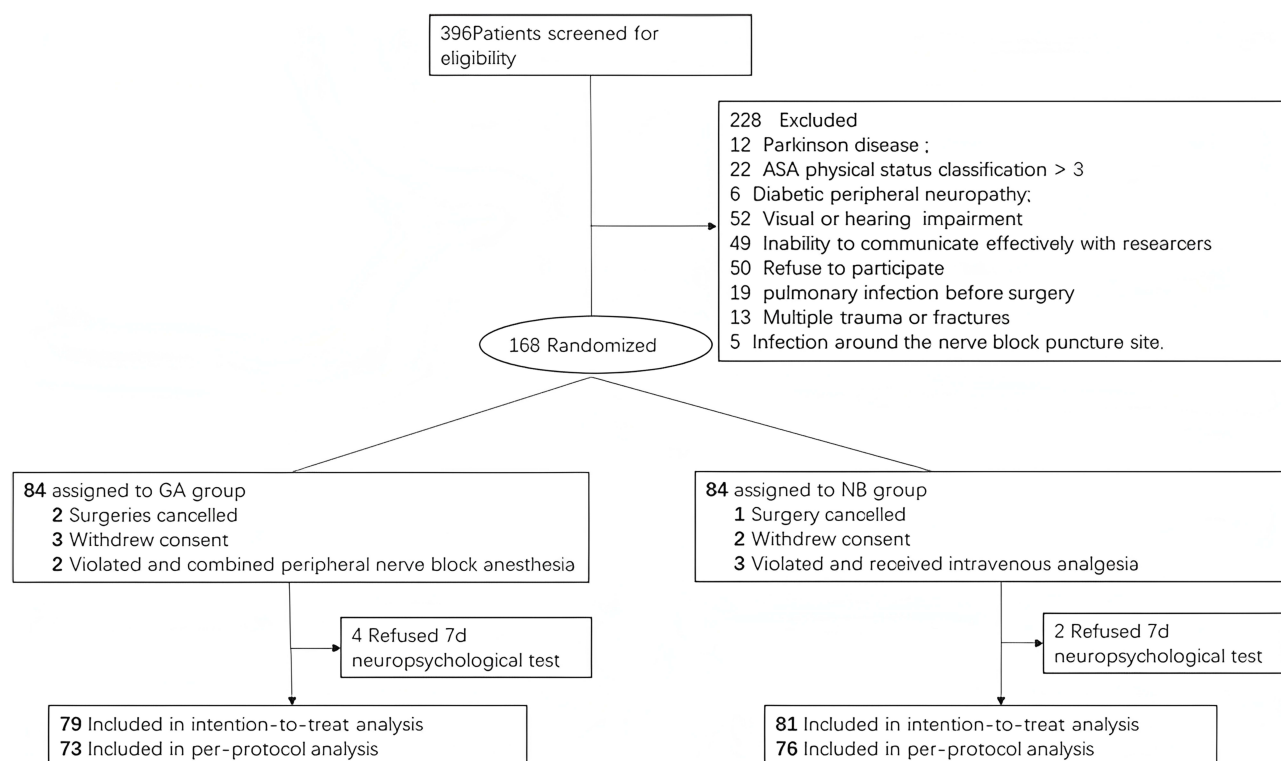 396Patients screened for
eligibility
228 Excluded
12 Parkinson disease ;
22 ASA physical status classification > 3
6 Diabetic peripheral neuropathy;
52 Visual or hearing impairment
49 Inability to communicate effectively with researcers
50 Refuse to participate
19 pulmonary infection before surgery
13 Multiple trauma or fractures
5 Infection around the nerve block puncture site.
168 Randomized
84 assigned to GA group
2 Surgeries cancelled
3 Withdrew consent
2 Violated and combined peripheral nerve block anesthesia
84 assigned to NB group
1 Surgery cancelled
2 Withdrew consent
3 Violated and received intravenous analgesia
4 Refused 7d
neuropsychological test
2 Refused 7d
neuropsychological test
79 Included in intention-to-treat analysis
73 Included in per-protocol analysis
81 Included in intention-to-treat analysis
76 Included in per-protocol analysis